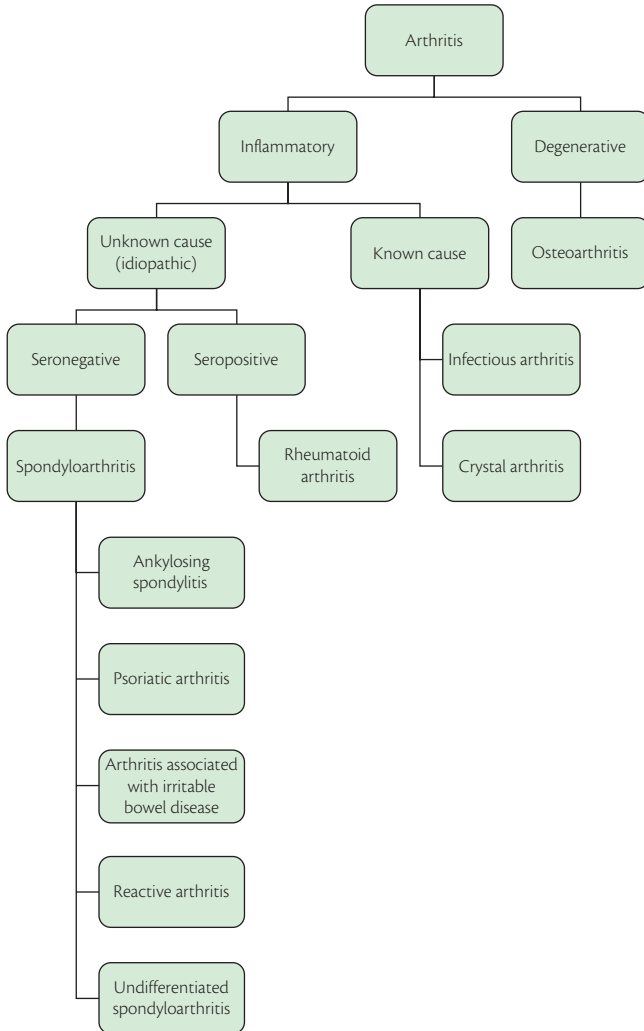 Arthritis
Inflammatory
Degenerative
Unknown cause
(idiopathic)
Known cause
Osteoarthritis
Seronegative
Seropositive
Infectious arthritis
Spondyloarthritis
Rheumatoid
arthritis
Crystal arthritis
Ankylosing
spondylitis
Psoriatic arthritis
Arthritis associated
with irritable
bowel disease
Reactive arthritis
Undifferentiated
spondyloarthritis